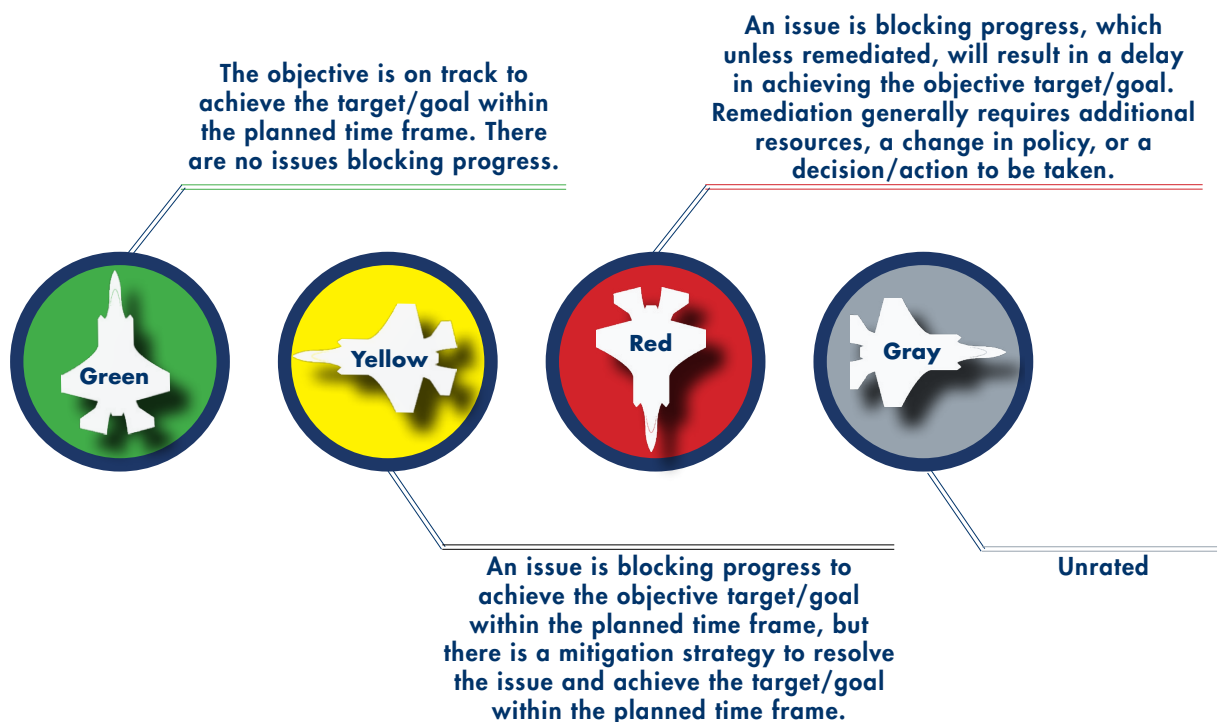 The objective is on track to
achieve the target/goal within
the planned time frame. There
are no issues blocking progress.
An issue is blocking progress, which
unless remediated, will result in a delay
in achieving the objective target/goal.
Remediation generally requires additional
resources, a change in policy, or a
decision/action to be taken.
Green
Yellow
Red
Gray
An issue is blocking progress to
achieve the objective target/goal
within the planned time frame, but
there is a mitigation strategy to resolve
the issue and achieve the target/goal
within the planned time frame.
Unrated